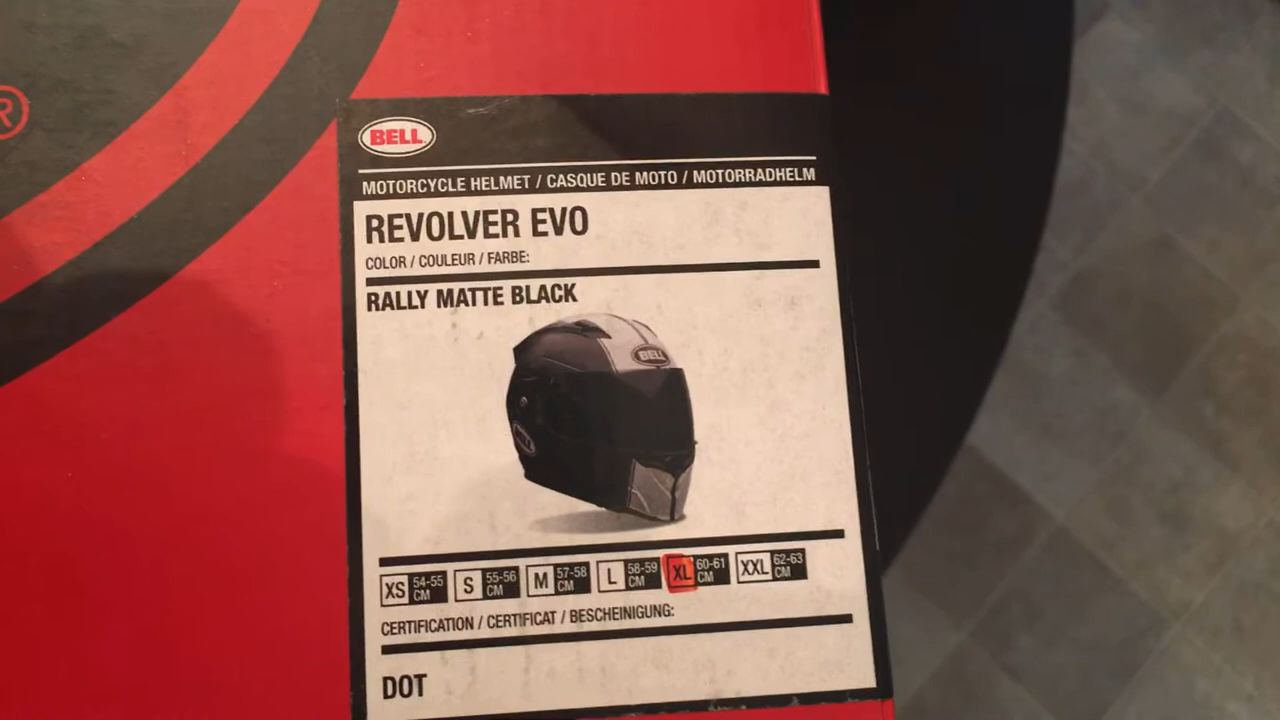 ®
BELL
MOTORCYCLE HELMET / CASQUE DE MOTO / MOTORRADHELM
REVOLVER EVO
COLOR / COULEUR / FARBE:
RALLY MATTE BLACK
BELL
BELL
XS 54-55 CM S 55-56 CM M 57-58 CM L 58-59 CM XL 60-61 CM XXL 62-63 CM
CERTIFICATION / CERTIFICAT / BESCHEINIGUNG:
DOT